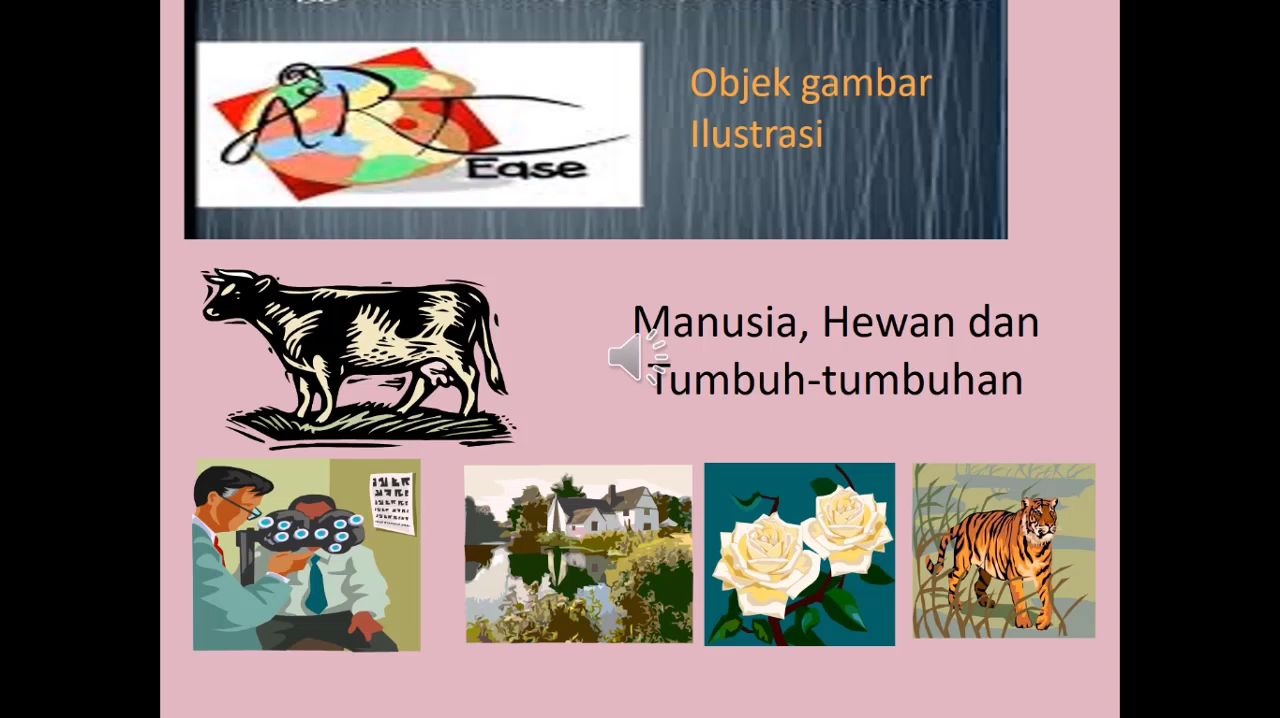 ART
Ease
Objek gambar
Ilustrasi
Manusia, Hewan dan
Tumbuh-tumbuhan